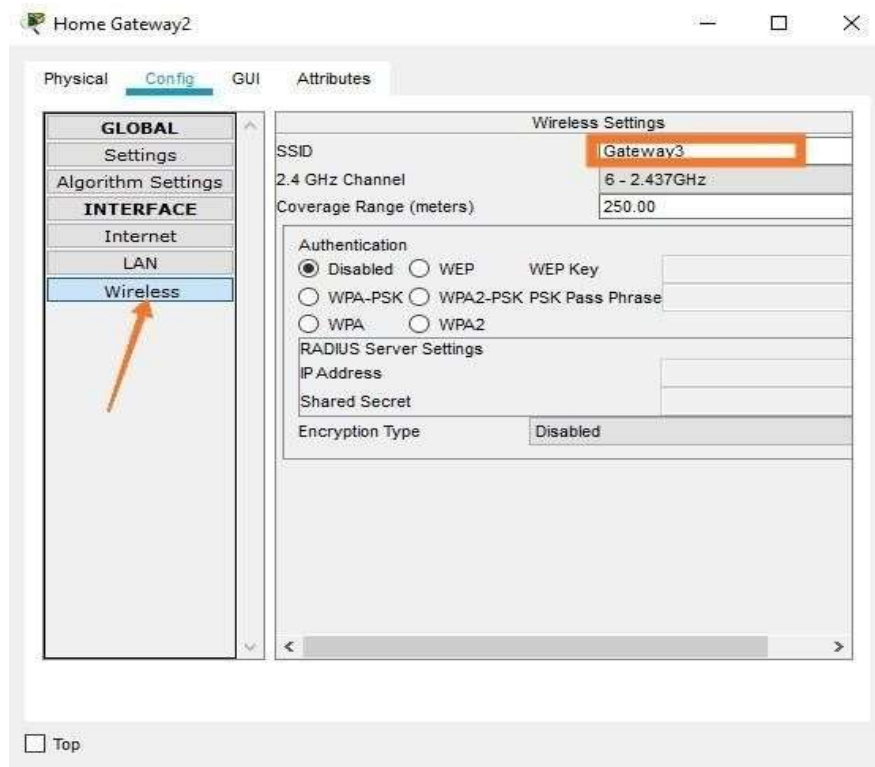 Home Gateway2
Physical Config GUI Attributes
GLOBAL
Settings
Algorithm Settings
INTERFACE
Internet
LAN
Wireless
Wireless Settings
SSID Gateway3
2.4 GHz Channel 6 - 2.437GHz
Coverage Range (meters) 250.00
Authentication
Disabled WEP WEP Key
WPA-PSK WPA2-PSK PSK Pass Phrase
WPA WPA2
RADIUS Server Settings
IP Address
Shared Secret
Encryption Type Disabled
Top